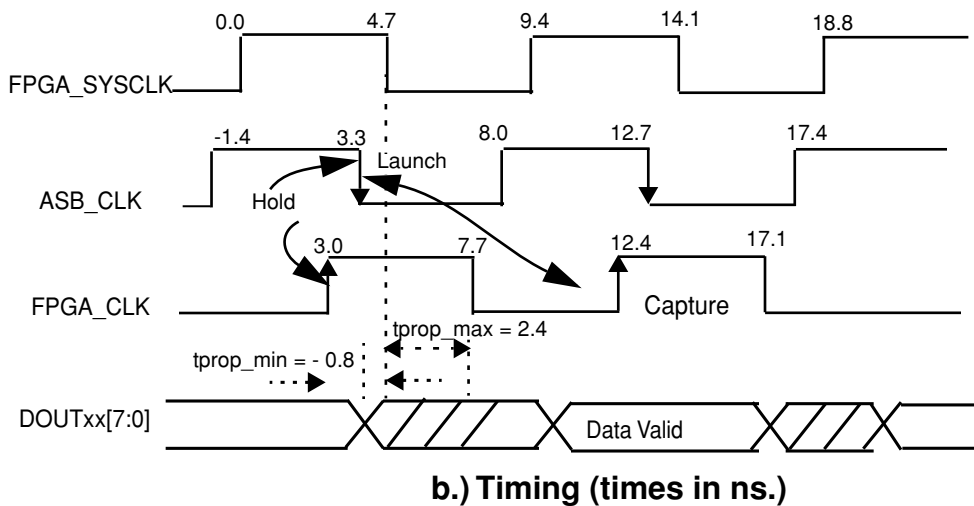 0.0 4.7 9.4 14.1 18.8
FPGA_SYSCLK
-1.4 3.3 8.0 12.7 17.4
Launch
ASB_CLK
Hold
3.0 7.7 12.4 17.1
FPGA_CLK
Capture
tprop_max = 2.4
tprop_min = - 0.8
DOUTxx[7:0]
Data Valid
b.) Timing (times in ns.)